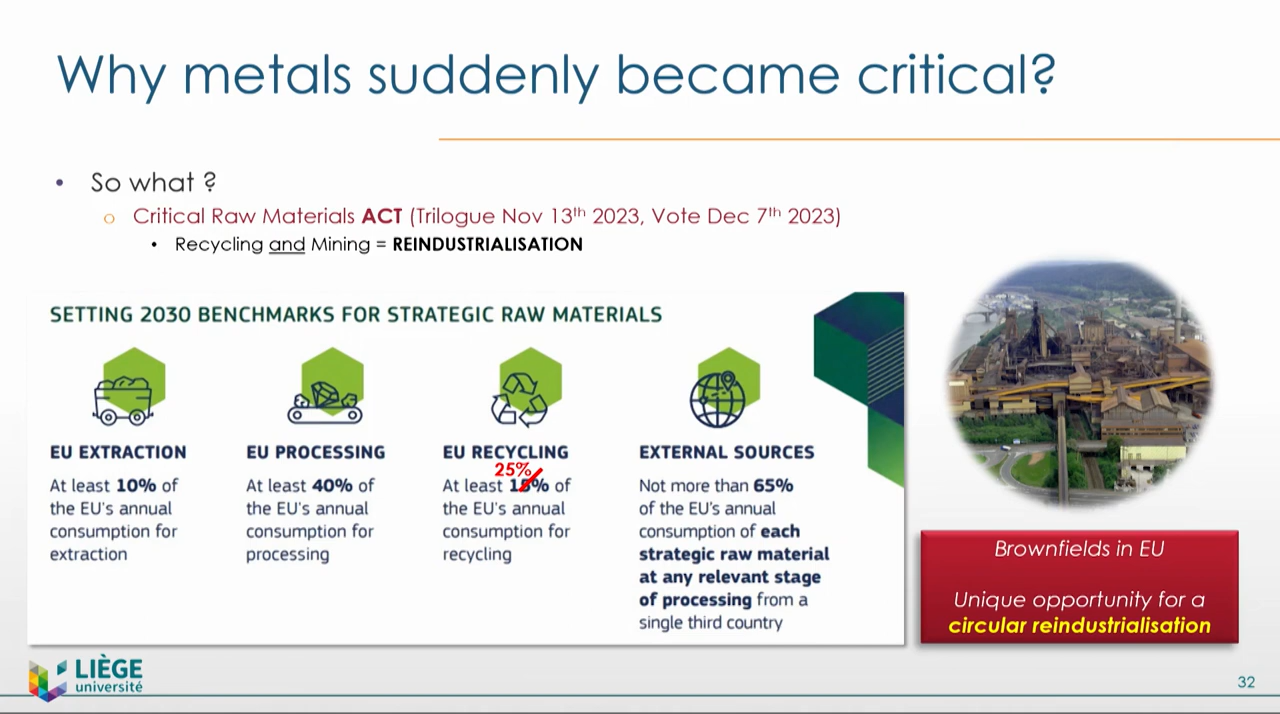 Why metals suddenly became critical?
• So what ?
o Critical Raw Materials ACT (Trilogue Nov 13th 2023, Vote Dec 7th 2023)
• Recycling and Mining = REINDUSTRIALISATION
SETTING 2030 BENCHMARKS FOR STRATEGIC RAW MATERIALS
EU EXTRACTION
At least 10% of
the EU's annual
consumption for
extraction
EU PROCESSING
At least 40% of
the EU's annual
consumption for
processing
EU RECYCLING
25%
At least 15% of
the EU's annual
consumption for
recycling
EXTERNAL SOURCES
Not more than 65%
of the EU's annual
consumption of each
strategic raw material
at any relevant stage
of processing from a
single third country
Brownfields in EU
Unique opportunity for a
circular reindustrialisation
LIÈGE
université
32